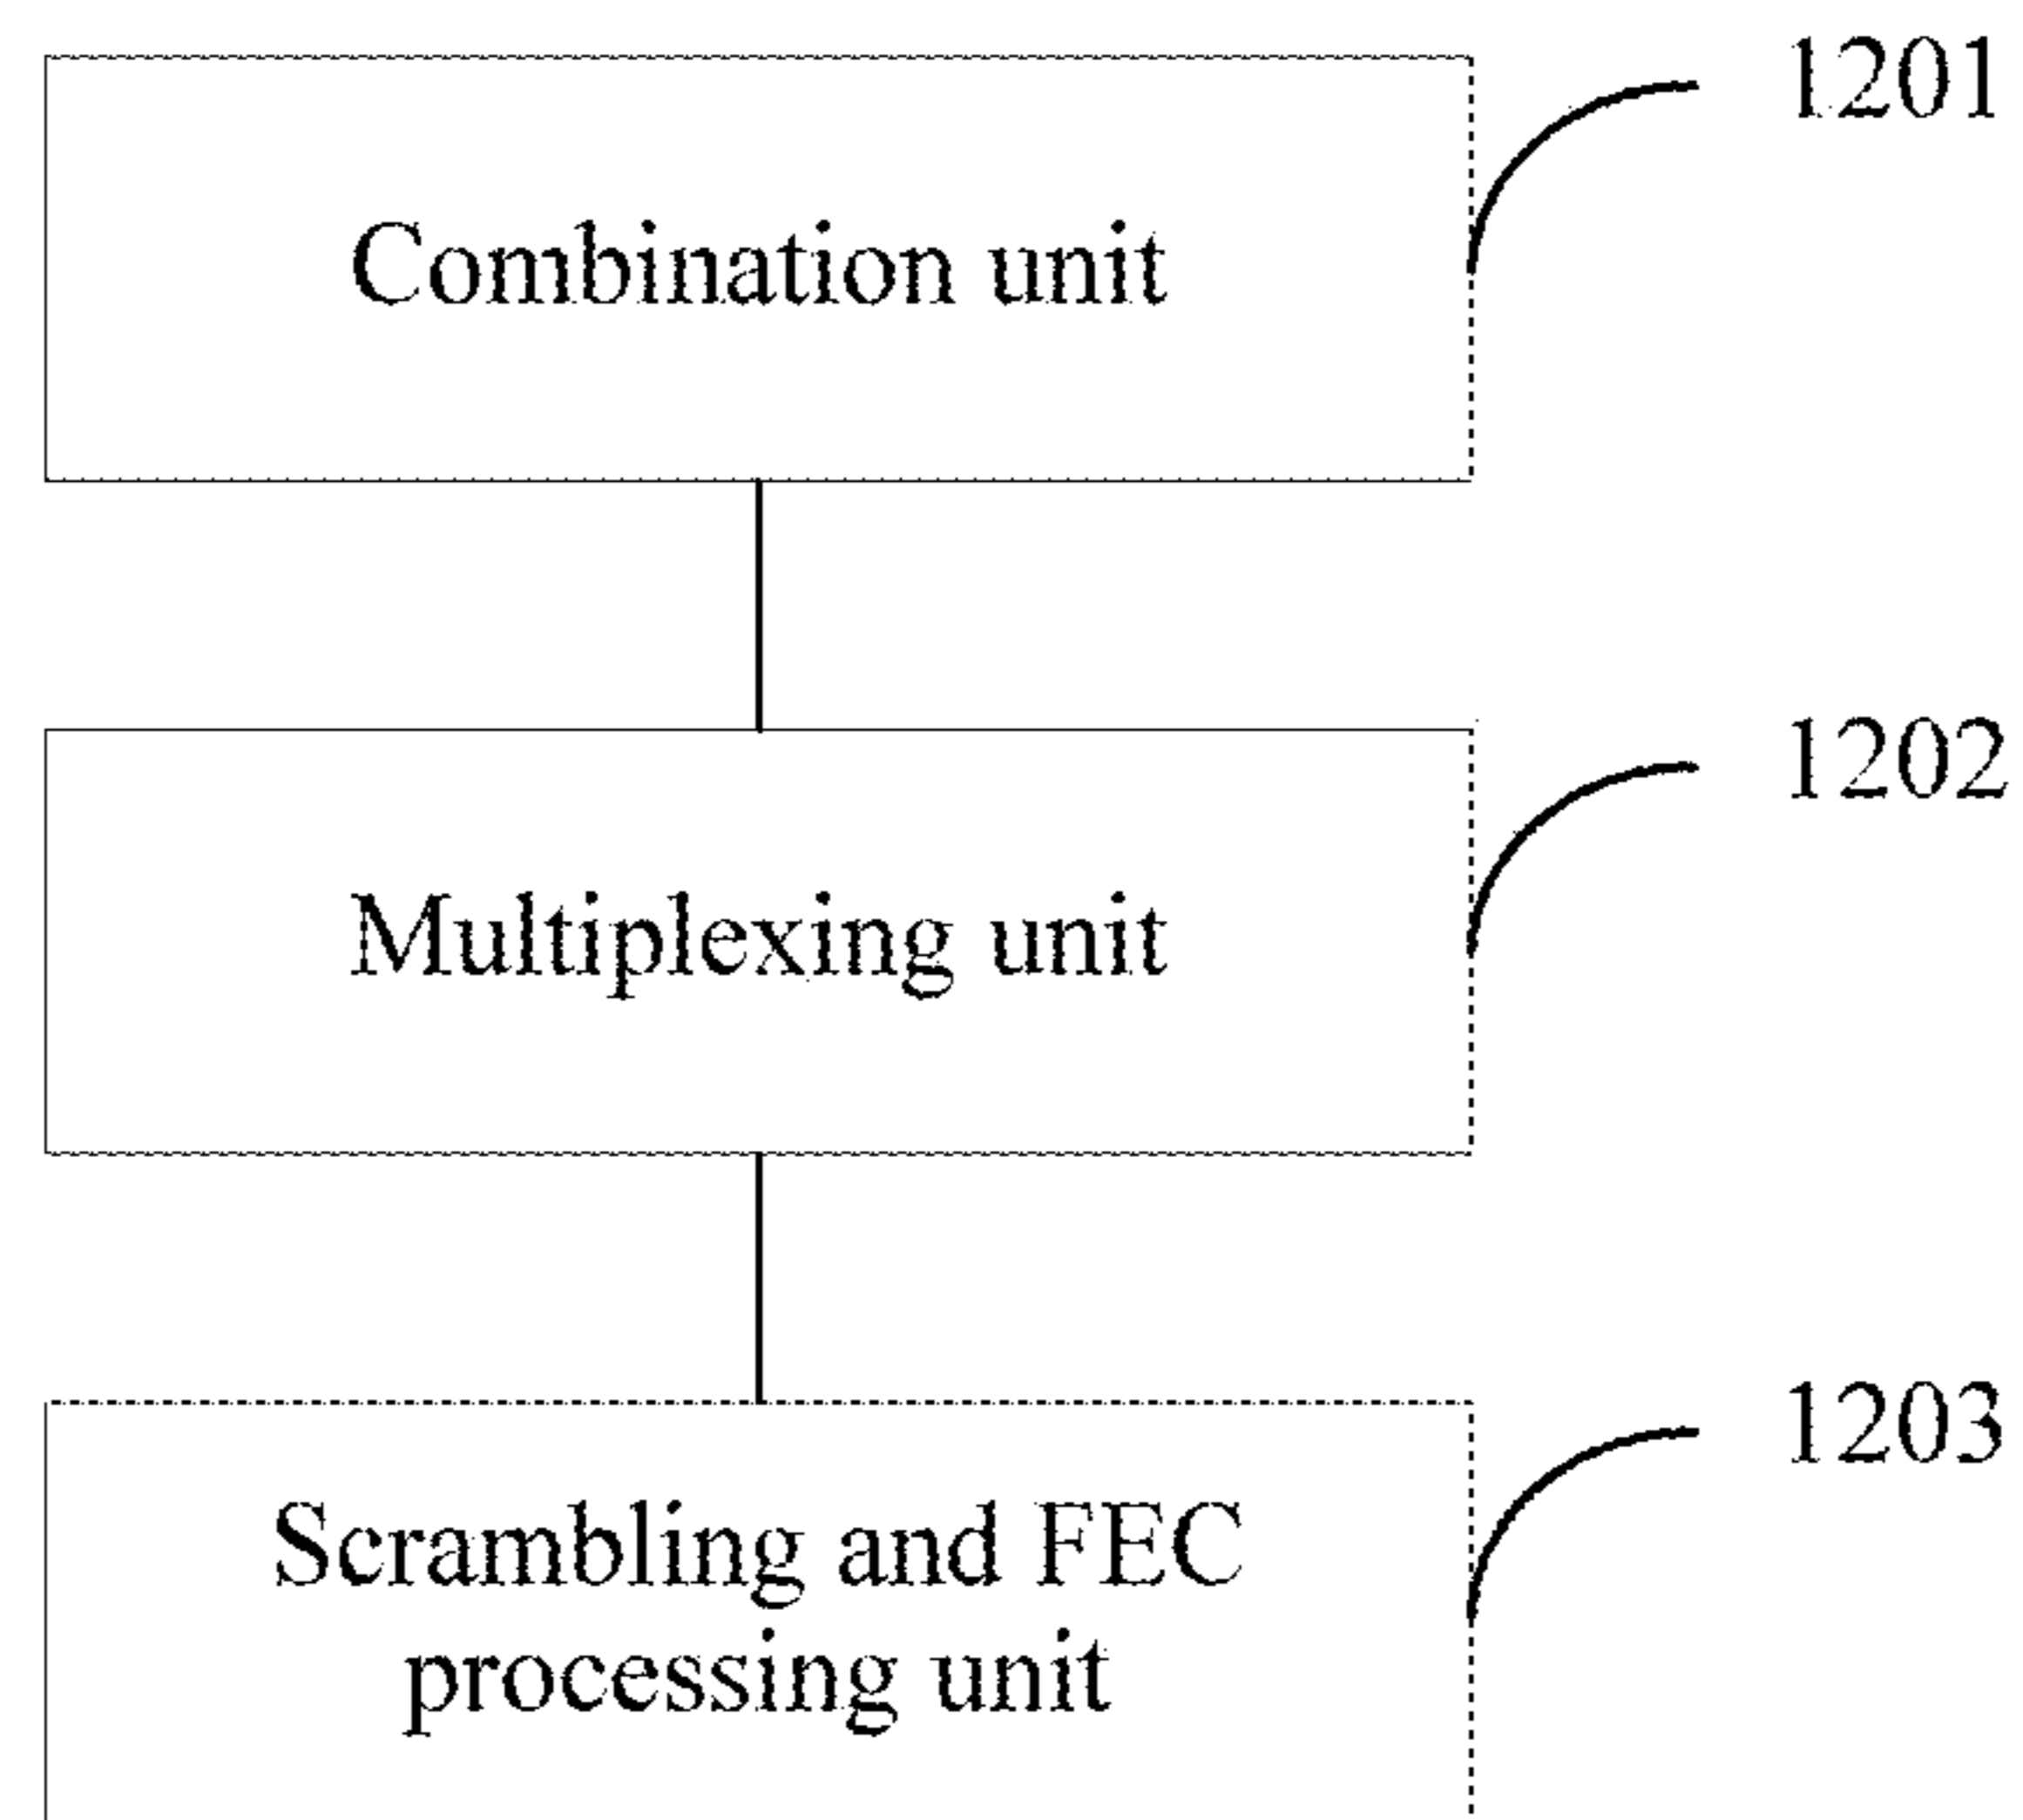 1201
Combination unit
1202
Multiplexing unit
1203
Scrambling and FEC
processing unit